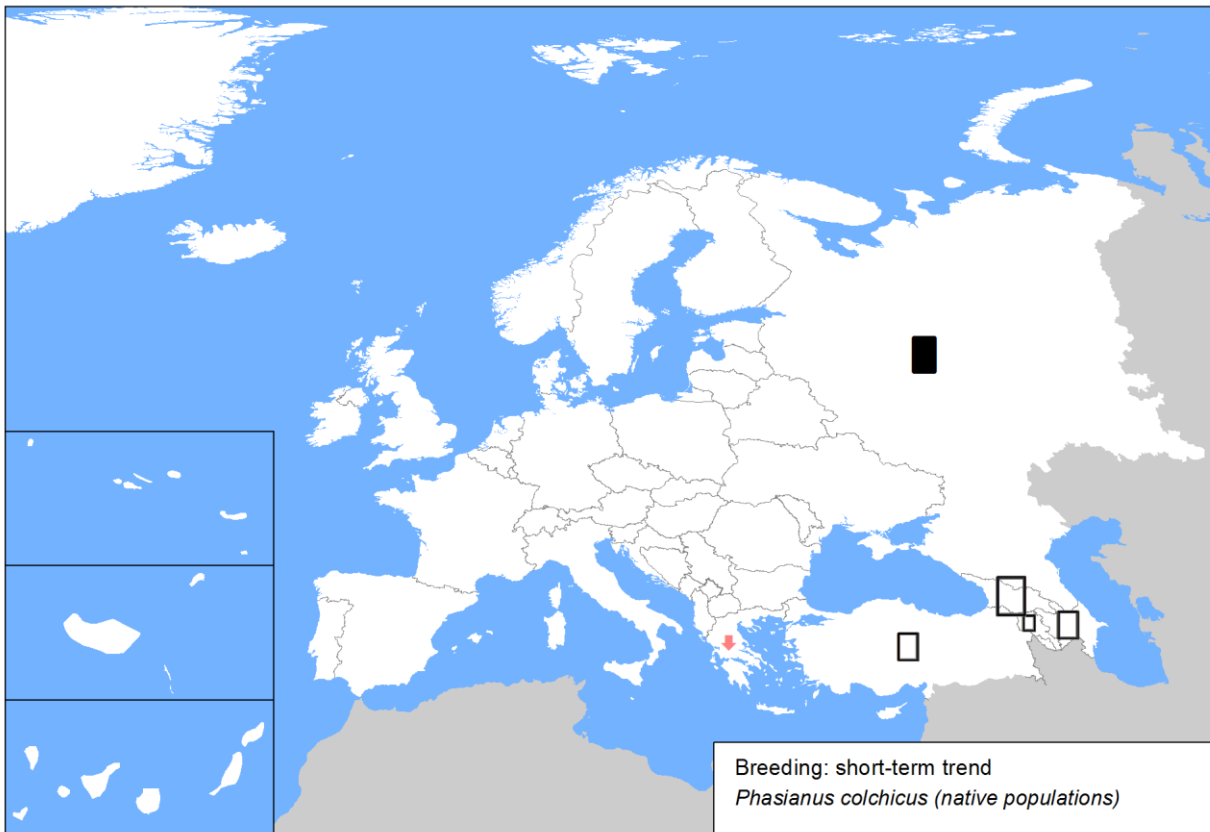 Breeding: short-term trend
Phasianus colchicus (native populations)